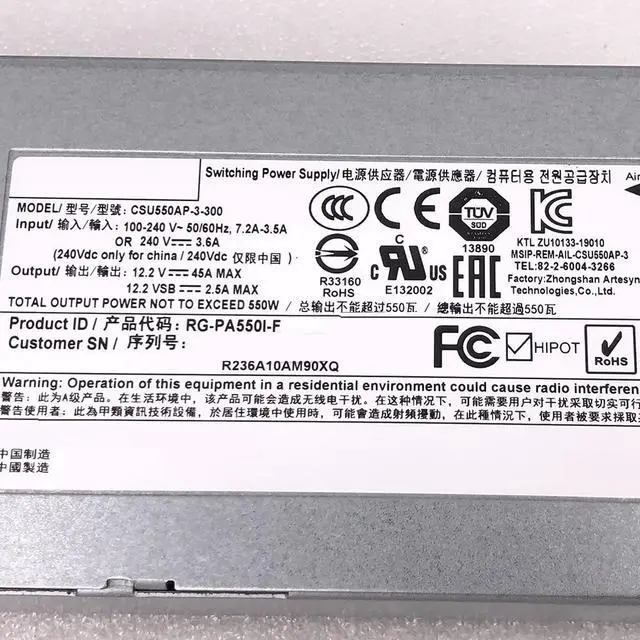 Switching Power Supply/ 电源供应器/ 電源供應器/ 컴퓨터용 전원공급장치
MODEL/ 型号/ 型號: CSU550AP-3-300
Input/ 输入/ 輸入: 100-240 V~ 50/60Hz, 7.2A-3.5A
OR 240 V⎓ 3.6A
(240Vdc only for china / 240Vdc 仅限中国 )
Output/ 输出/ 輸出: 12.2 V⎓ 45A MAX
12.2 VSB⎓ 2.5A MAX
TOTAL OUTPUT POWER NOT TO EXCEED 550W / 总输出不能超过550瓦 / 總輸出不能超過550瓦
CCC
CE
TÜV
SÜD
13890
KC
R33160
RoHS
C RU US
E132002
EAC
KTL ZU10133-19010
MSIP-REM-AIL-CSU550AP-3
TEL:82-2-6004-3266
Factory:Zhongshan Artesyn
Technologies,Co.,Ltd.
Product ID / 产品代码: RG-PA550I-F
Customer SN / 序列号:
R236A10AM90XQ
FC
HIPOT
RoHS
Warning: Operation of this equipment in a residential environment could cause radio interferen
警告: 此为A级产品。在生活环境中，该产品可能会造成无线电干扰。在这种情况下，可能需要用户对干扰采取切实可行
警告使用者: 此為甲類資訊技術設備，於居住環境中使用時，可能會造成射頻擾動，在此種情況下，使用者被要求採取
中国制造
中國製造